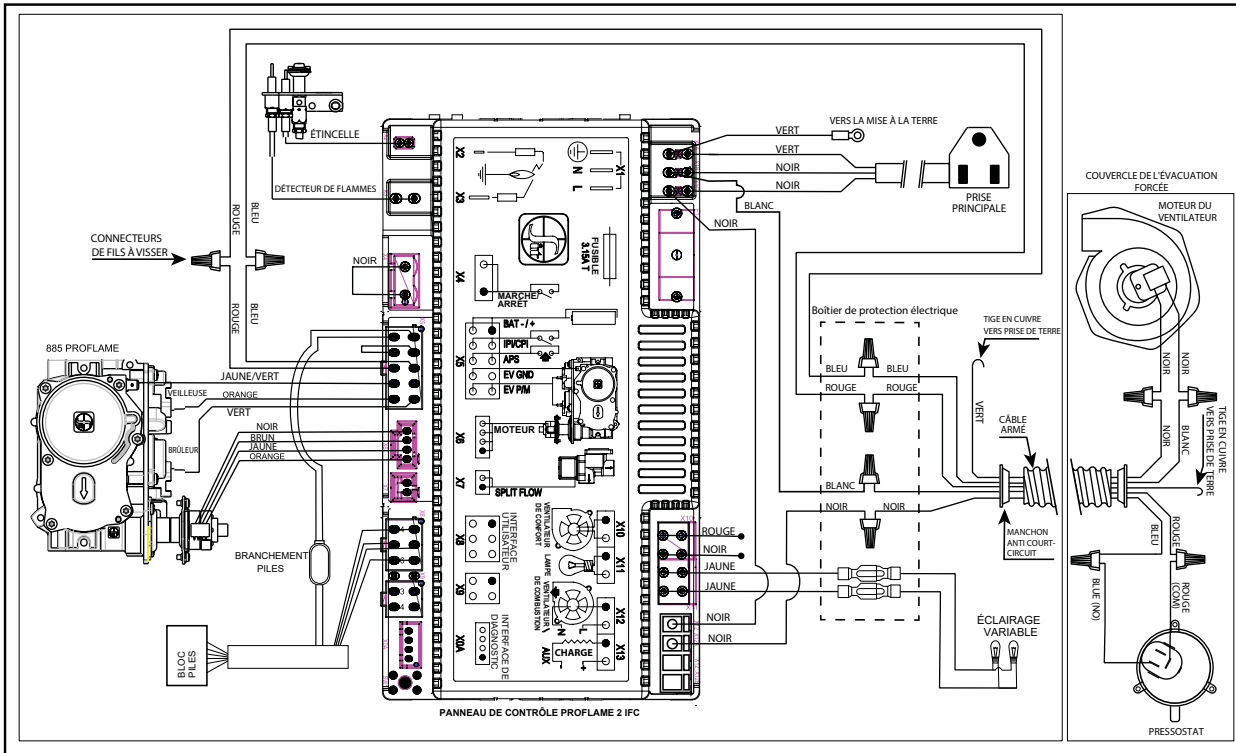 ÉTINCELLE
DÉTECTEUR DE FLAMMES
BLEU
ROUGE
CONNECTEURS
DE FILS À VISSER
ROUGE
BLEU
NOIR
885 PROFLAME
JAUNE/VERT
VEILLEUSE
ORANGE
VERT
BRÛLEUR
NOIR
BRUN
JAUNE
ORANGE
BRANCHEMENT
PILES
BLOC
PILES
X2
X3
X1
N
L
FUSIBLE
3.15A T
X4
MARCHE/
ARRÊT
BAT - / +
IPI/CPI
X5
APS
EV GND
EV P/M
X6
MOTEUR
X7
SPLIT FLOW
X8
INTERFACE
UTILISATEUR
X9
X0A
INTERFACE DE
DIAGNOSTIC
VENTILATEUR
DE CONFORT
X10
LAMPE
X11
VENTILATEUR \
DE COMBUSTION
N
L
X12
AUX
CHARGE
- +
X13
PANNEAU DE CONTRÔLE PROFLAME 2 IFC
VERT
VERS LA MISE À LA TERRE
VERT
NOIR
NOIR
BLANC
NOIR
PRISE
PRINCIPALE
ROUGE
NOIR
JAUNE
JAUNE
NOIR
NOIR
Boîtier de protection électrique
BLEU
BLEU
ROUGE
ROUGE
BLANC
NOIR
NOIR
TIGE EN CUIVRE
VERS PRISE DE TERRE
VERT
CÂBLE
ARMÉ
MANCHON
ANTI COURT-
CIRCUIT
ÉCLAIRAGE
VARIABLE
COUVERCLE DE L'ÉVACUATION
FORCÉE
MOTEUR DU
VENTILATEUR
NOIR
NOIR
NOIR
BLANC
TIGE EN CUIVRE
VERS PRISE DE TERRE
BLEU
ROUGE
BLUE (NO)
ROUGE
(COM)
PRESSOSTAT